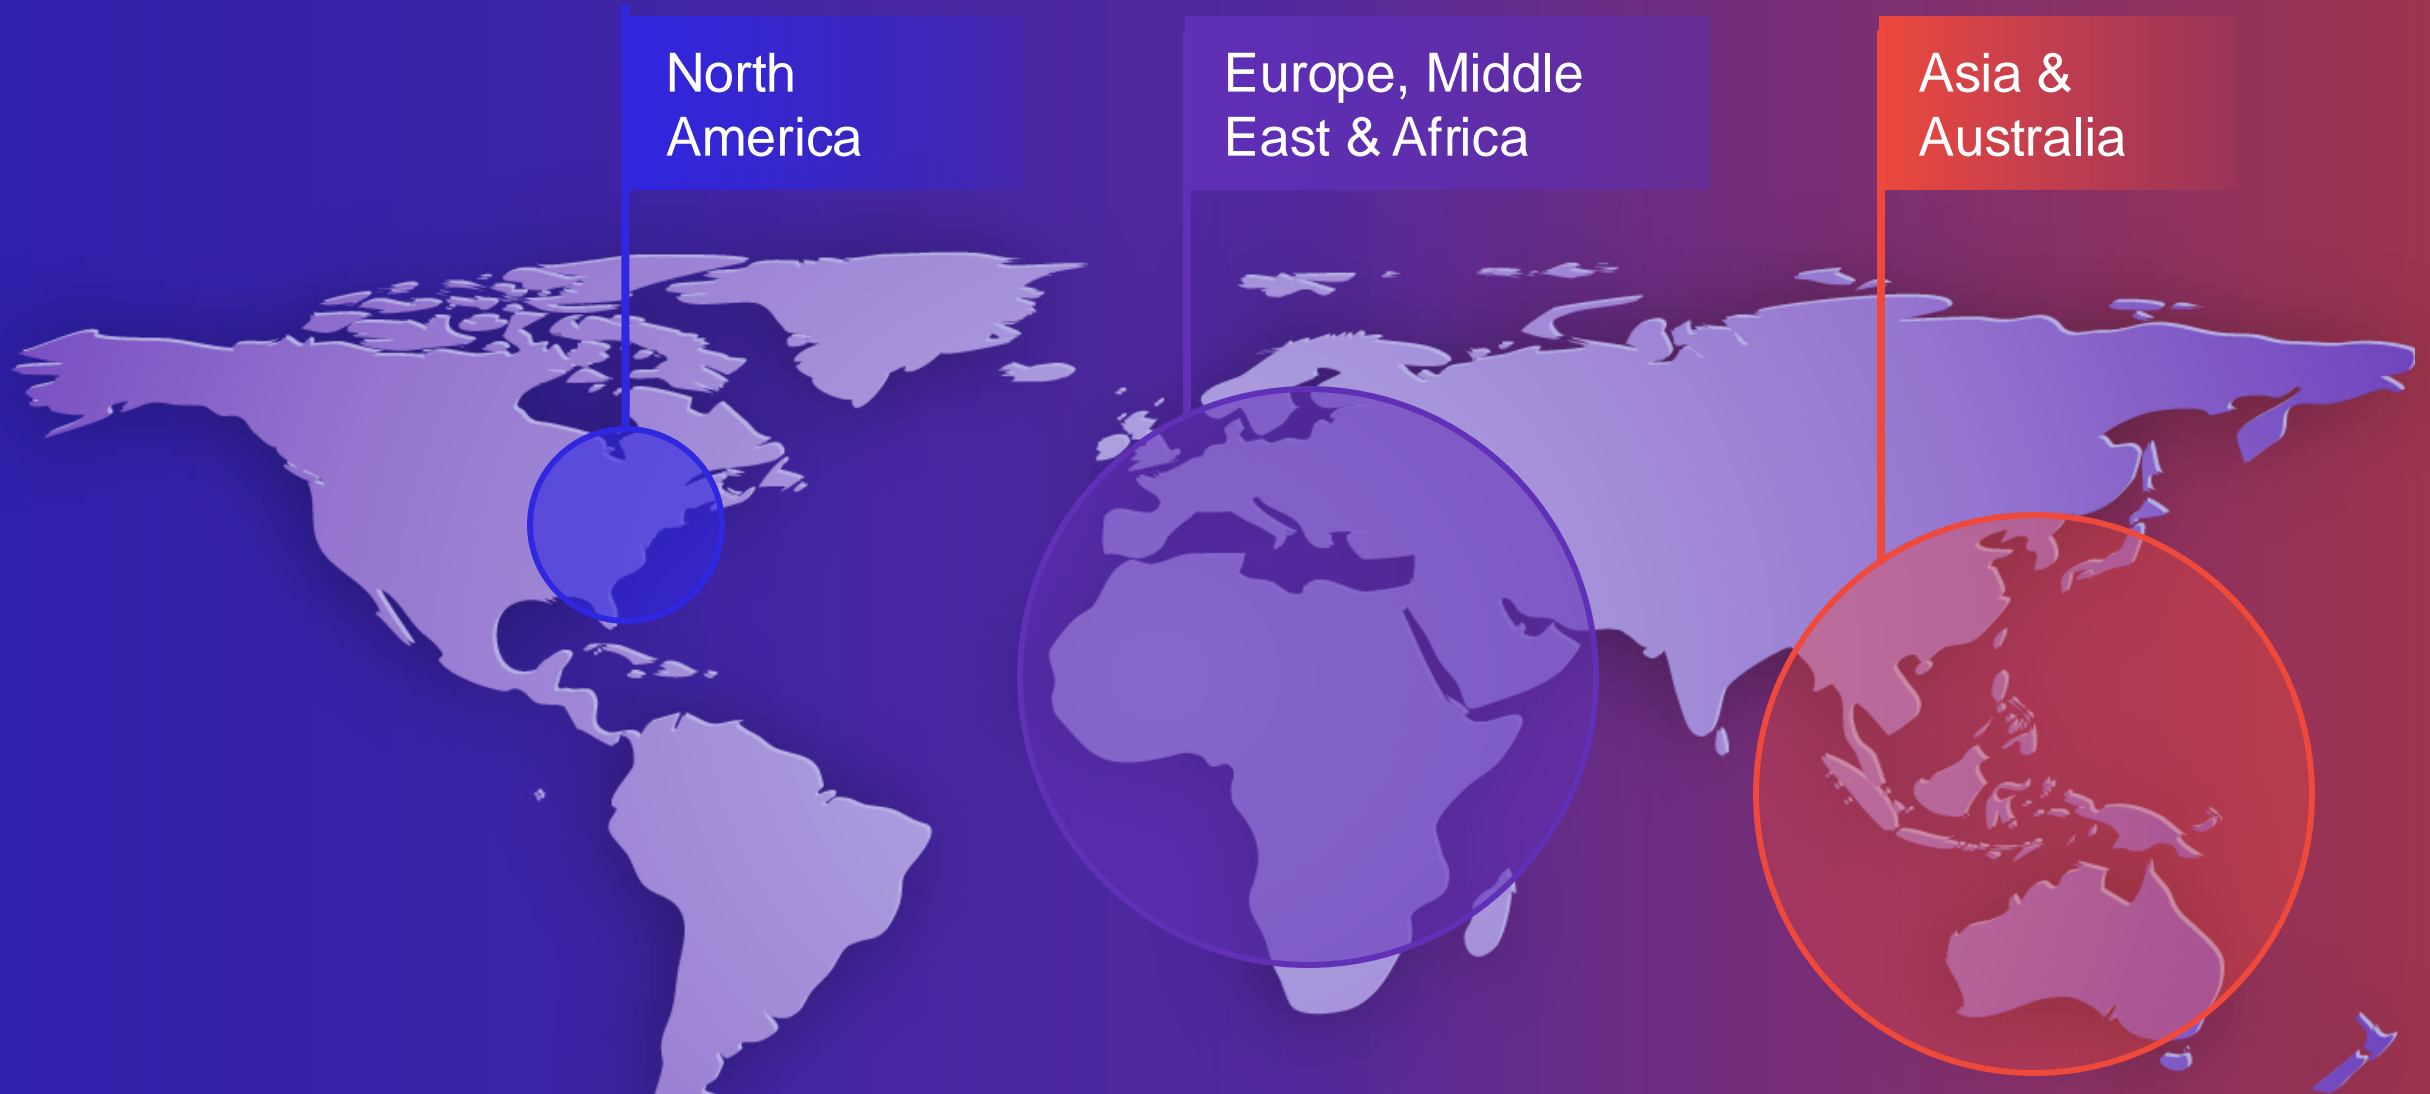 North
America
Europe, Middle
East & Africa
Asia &
Australia